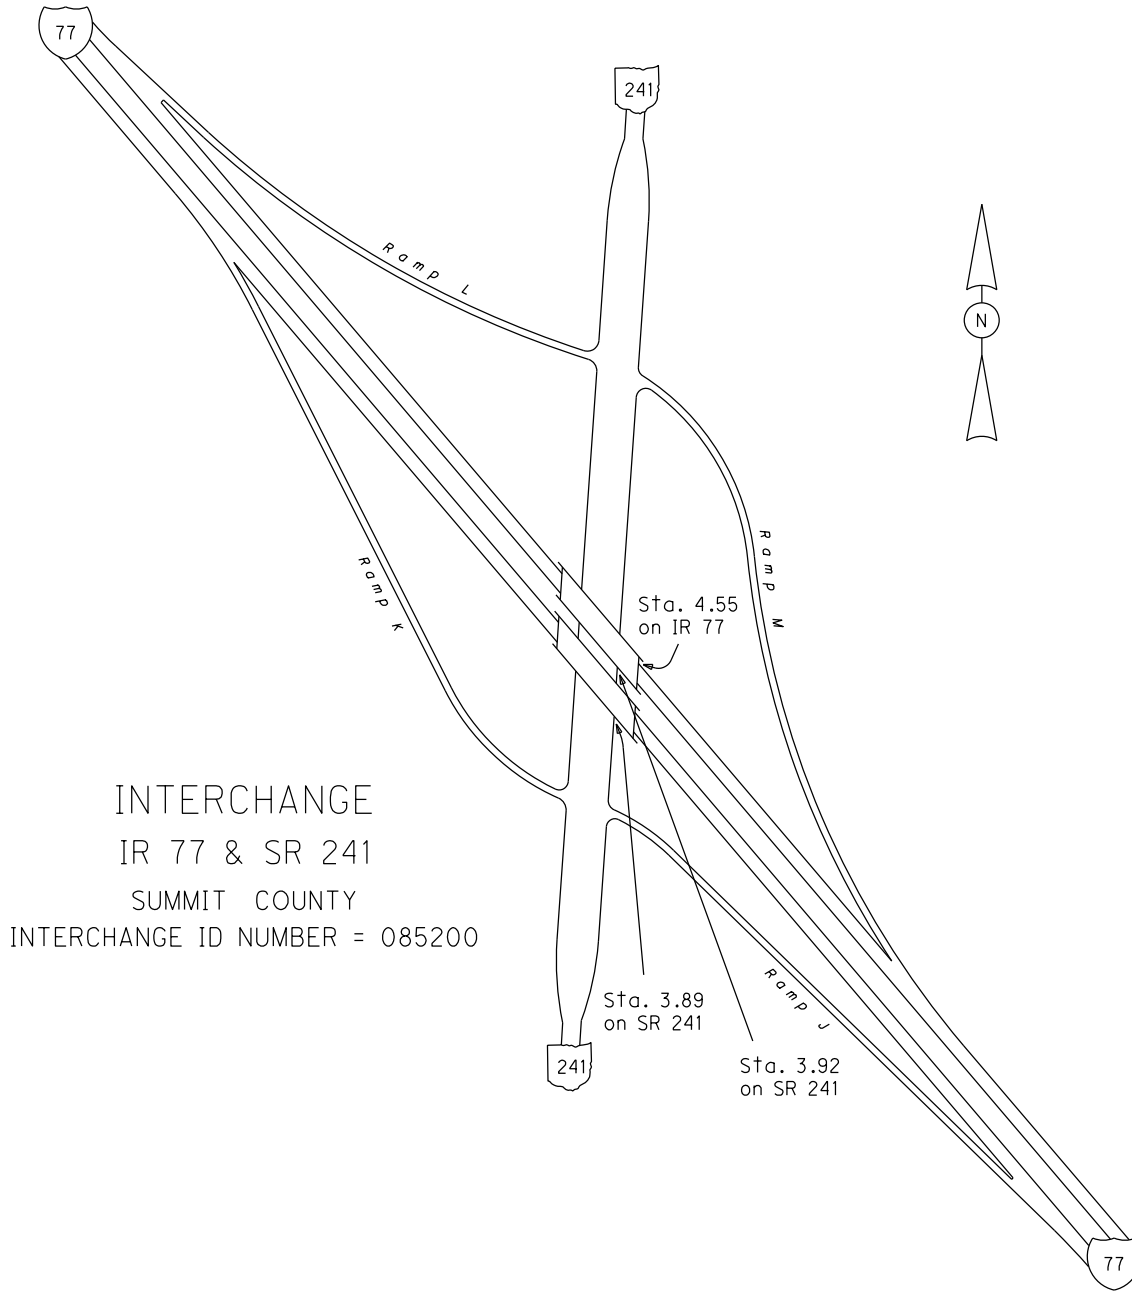 77
241
Ramp L
N
Ramp M
Ramp K
Sta. 4.55
on IR 77
INTERCHANGE
IR 77 & SR 241
SUMMIT COUNTY
INTERCHANGE ID NUMBER = 085200
Ramp J
Sta. 3.89
on SR 241
Sta. 3.92
on SR 241
241
77